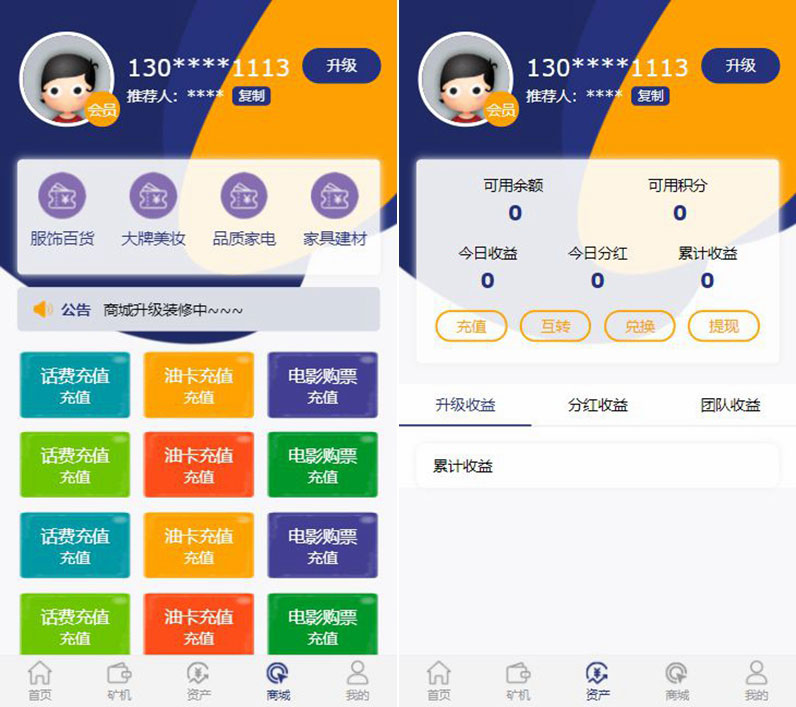 130****1113
升级
推荐人：**** 复制
会员
服饰百货 大牌美妆 品质家电 家具建材
公告 商城升级装修中~~~
话费充值 油卡充值 电影购票
充值 充值 充值
话费充值 油卡充值 电影购票
充值 充值 充值
话费充值 油卡充值 电影购票
充值 充值 充值
话费充值 油卡充值 电影购票
充值 充值 充值
首页 矿机 资产 商城 我的
130****1113
升级
推荐人：**** 复制
会员
可用余额 可用积分
0 0
今日收益 今日分红 累计收益
0 0 0
充值 互转 兑换 提现
升级收益 分红收益 团队收益
累计收益
首页 矿机 资产 商城 我的